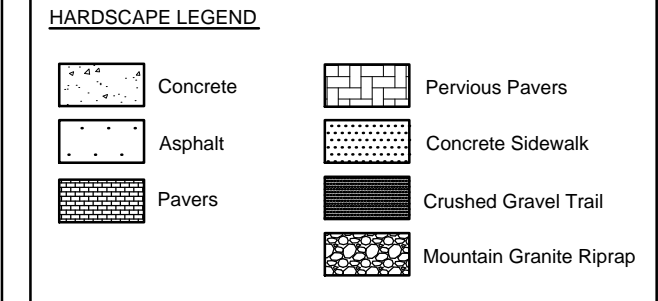 HARDSCAPE LEGEND
Concrete
Asphalt
Pavers
Pervious Pavers
Concrete Sidewalk
Crushed Gravel Trail
Mountain Granite Riprap